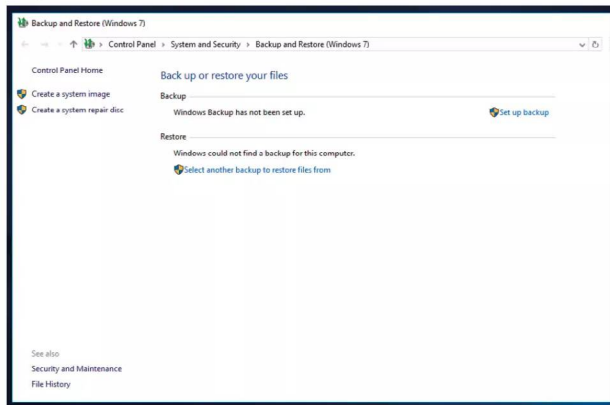 Backup and Restore (Windows 7)
Control Panel > System and Security > Backup and Restore (Windows 7)
Control Panel Home
Create a system image
Create a system repair disc
Back up or restore your files
Backup
Windows Backup has not been set up.
Set up backup
Restore
Windows could not find a backup for this computer.
Select another backup to restore files from
See also
Security and Maintenance
File History